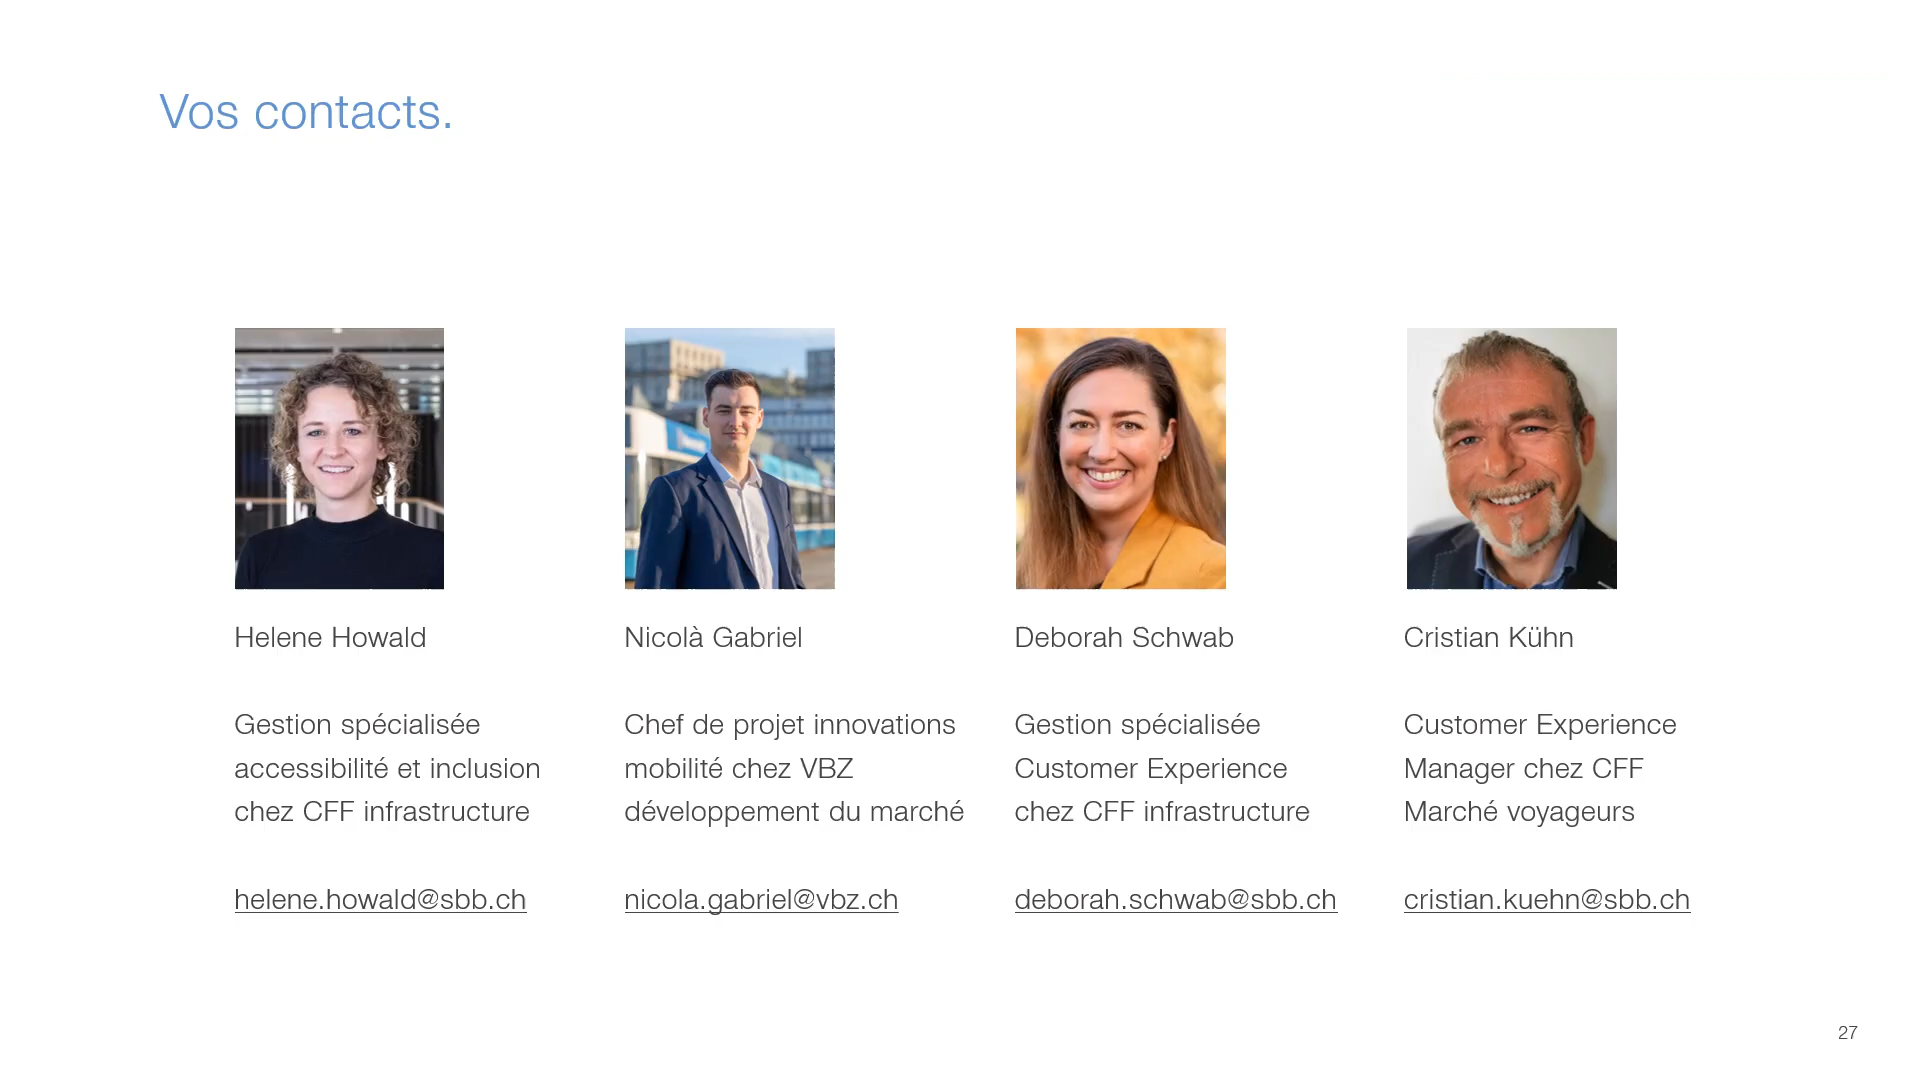 Vos contacts.
Helene Howald
Gestion spécialisée
accessibilité et inclusion
chez CFF infrastructure
helene.howald@sbb.ch
Nicolà Gabriel
Chef de projet innovations
mobilité chez VBZ
développement du marché
nicola.gabriel@vbz.ch
Deborah Schwab
Gestion spécialisée
Customer Experience
chez CFF infrastructure
deborah.schwab@sbb.ch
Cristian Kühn
Customer Experience
Manager chez CFF
Marché voyageurs
cristian.kuehn@sbb.ch
27